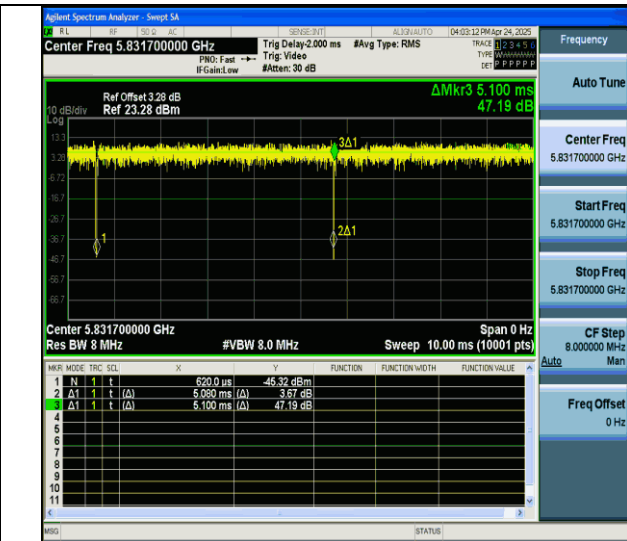 Agilent Spectrum Analyzer - Swept SA
RL RF 50 Ω AC SENSE:INT ALIGNAUTO 04:03:12 PM Apr 24, 2025
Center Freq 5.831700000 GHz
PNO: Fast
IFGain:Low
Trig Delay-2.000 ms
Trig: Video
#Atten: 30 dB
#Avg Type: RMS
TRACE 1 2 3 4 5 6
TYPE
DET P P P P P P
Ref Offset 3.28 dB
10 dB/div Ref 23.28 dBm
Log
ΔMkr3 5.100 ms
47.19 dB
13.3
3.28
-6.72
-16.7
-26.7
-36.7
-46.7
-56.7
-66.7
3Δ1
1
2Δ1
Center 5.831700000 GHz Span 0 Hz
Res BW 8 MHz #VBW 8.0 MHz Sweep 10.00 ms (10001 pts)
MKR MODE TRC SCL X Y FUNCTION FUNCTION WIDTH FUNCTION VALUE
1 N 1 t 620.0 µs -45.32 dBm
2 Δ1 1 t (Δ) 5.080 ms (Δ) 3.67 dB
3 Δ1 1 t (Δ) 5.100 ms (Δ) 47.19 dB
4
5
6
7
8
9
10
11
MSG STATUS
Frequency
Auto Tune
Center Freq
5.831700000 GHz
Start Freq
5.831700000 GHz
Stop Freq
5.831700000 GHz
CF Step
8.000000 MHz
Auto Man
Freq Offset
0 Hz